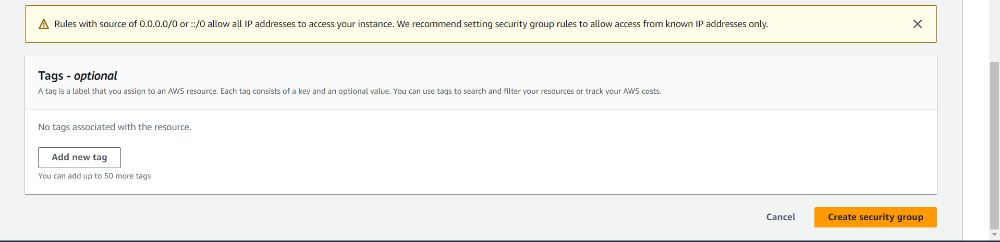 Rules with source of 0.0.0.0/0 or ::/0 allow all IP addresses to access your instance. We recommend setting security group rules to allow access from known IP addresses only.
Tags - optional
A tag is a label that you assign to an AWS resource. Each tag consists of a key and an optional value. You can use tags to search and filter your resources or track your AWS costs.
No tags associated with the resource.
Add new tag
You can add up to 50 more tags
Cancel
Create security group